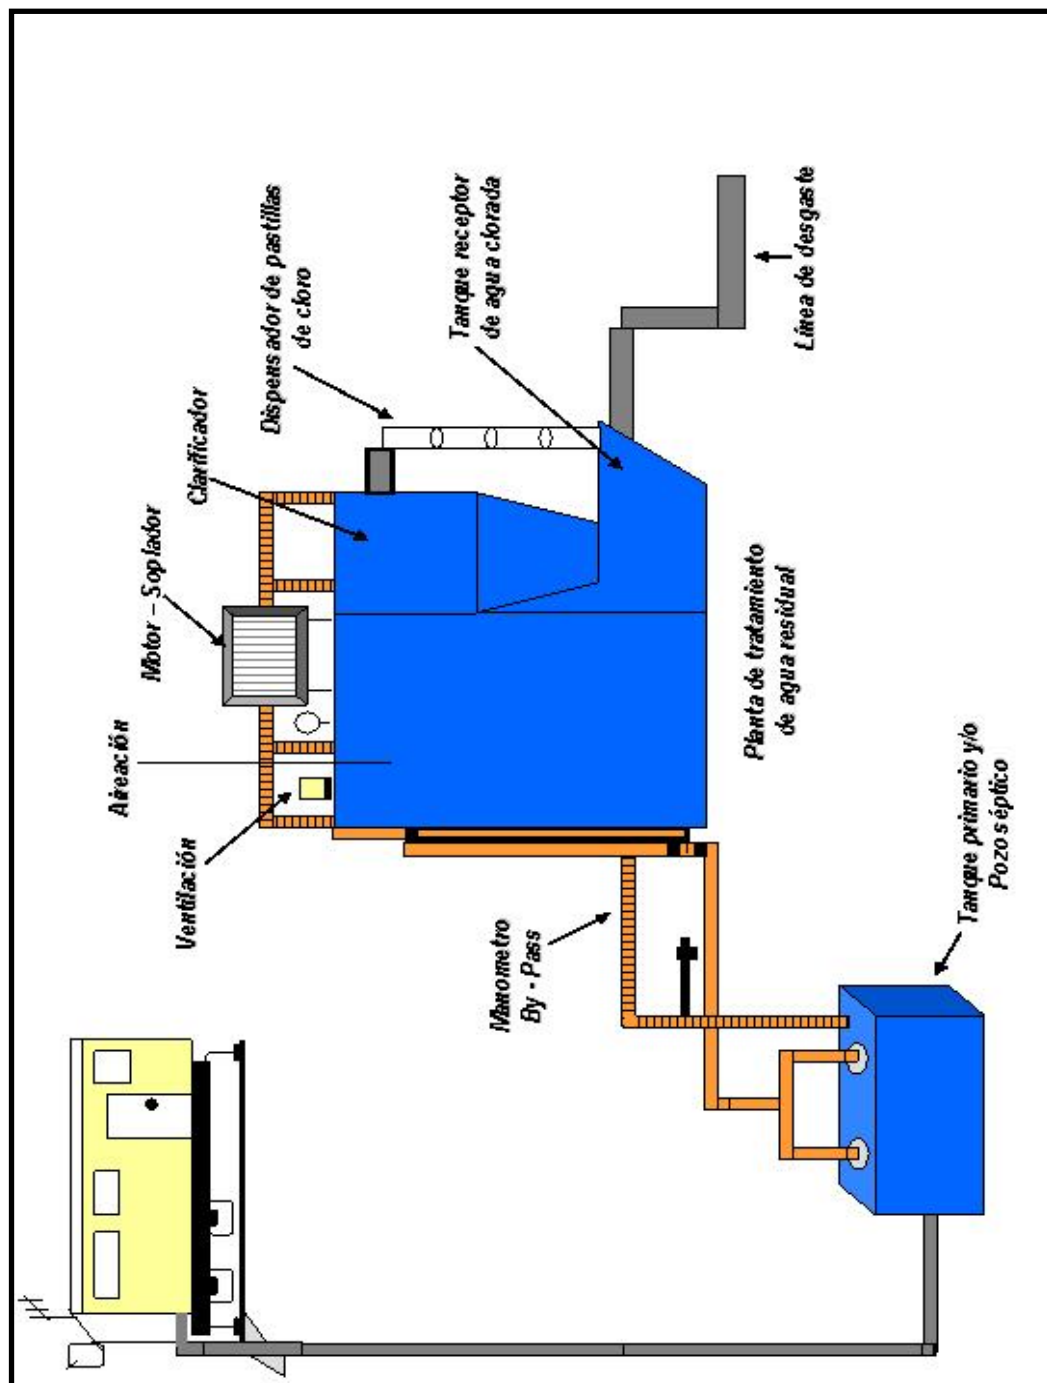 Ventilación
Aireación
Motor – Soplador
Clarificador
Dispensador de pastillas
de cloro
Tanque receptor
de agua clorada
Manometro
By - Pass
Planta de tratamiento
de agua residual
Línea de desgaste
Tanque primario y/o
Pozo séptico